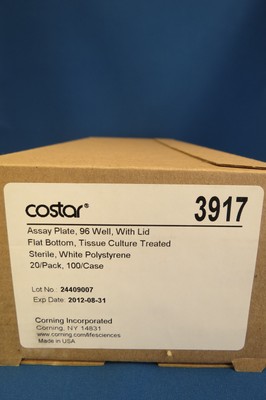 costar® 3917
Assay Plate, 96 Well, With Lid
Flat Bottom, Tissue Culture Treated
Sterile, White Polystyrene
20/Pack, 100/Case
Lot No.: 24409007
Exp Date: 2012-08-31
Corning Incorporated
Corning, NY 14831
www.corning.com/lifesciences
Made in USA